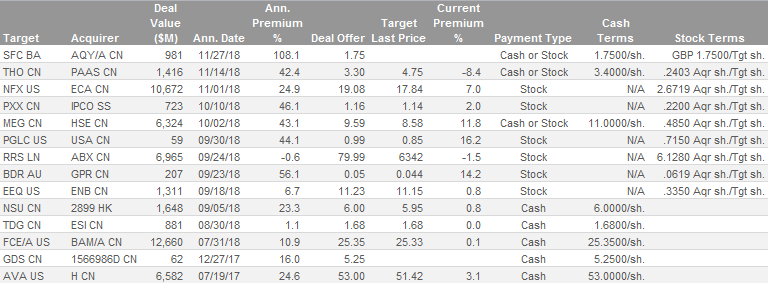 Deal Ann. Target Current
Value Premium Last Price Premium Cash
Target Acquirer ($M) Ann. Date % Deal Offer % Payment Type Terms Stock Terms
SFC BA AQY/A CN 981 11/27/18 108.1 1.75 Cash or Stock 1.7500/sh. GBP 1.7500/Tgt sh.
THO CN PAAS CN 1,416 11/14/18 42.4 3.30 4.75 -8.4 Cash or Stock 3.4000/sh. .2403 Aqr sh./Tgt sh.
NFX US ECA CN 10,672 11/01/18 24.9 19.08 17.84 7.0 Stock N/A 2.6719 Aqr sh./Tgt sh.
PXX CN IPCO SS 723 10/10/18 46.1 1.16 1.14 2.0 Stock N/A .2200 Aqr sh./Tgt sh.
MEG CN HSE CN 6,324 10/02/18 43.1 9.59 8.58 11.8 Cash or Stock 11.0000/sh. .4850 Aqr sh./Tgt sh.
PGLC US USA CN 59 09/30/18 44.1 0.99 0.85 16.2 Stock N/A .7150 Aqr sh./Tgt sh.
RRS LN ABX CN 6,965 09/24/18 -0.6 79.99 6342 -1.5 Stock N/A 6.1280 Aqr sh./Tgt sh.
BDR AU GPR CN 207 09/23/18 56.1 0.05 0.044 14.2 Stock N/A .0619 Aqr sh./Tgt sh.
EEQ US ENB CN 1,311 09/18/18 6.7 11.23 11.15 0.8 Stock N/A .3350 Aqr sh./Tgt sh.
NSU CN 2899 HK 1,648 09/05/18 23.3 6.00 5.95 0.8 Cash 6.0000/sh.
TDG CN ESI CN 881 08/30/18 1.1 1.68 1.68 0.0 Cash 1.6800/sh.
FCE/A US BAM/A CN 12,660 07/31/18 10.9 25.35 25.33 0.1 Cash 25.3500/sh.
GDS CN 1566986D CN 62 12/27/17 16.0 5.25 Cash 5.2500/sh.
AVA US H CN 6,582 07/19/17 24.6 53.00 51.42 3.1 Cash 53.0000/sh.